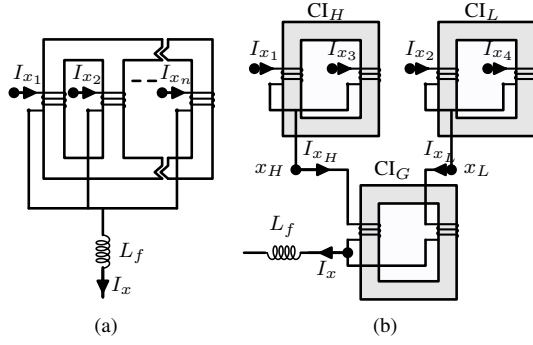 CI_H CI_L
I_{x_1} I_{x_2} I_{x_n} I_{x_1} I_{x_3} I_{x_2} I_{x_4}
x_H I_{x_H} I_{x_L} x_L
CI_G
L_f L_f
I_x I_x
(a) (b)